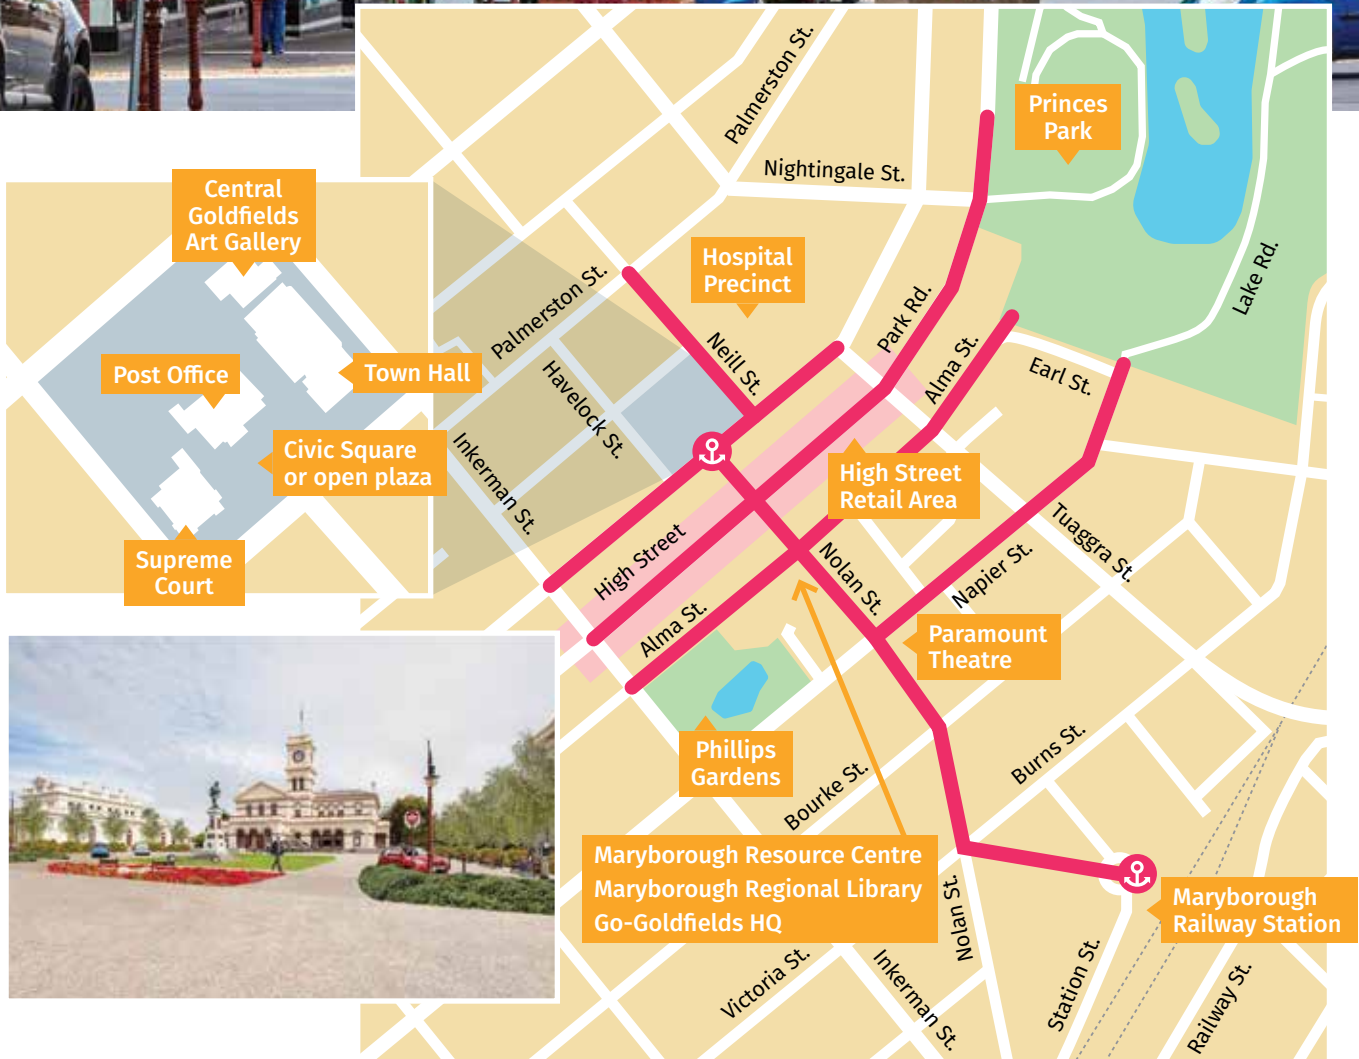 Palmerston St.
Princes
Park
Nightingale St.
Central
Goldfields
Art Gallery
Hospital
Precinct
Lake Rd.
Palmerston St.
Park Rd.
Neill St.
Alma St.
Post Office
Town Hall
Havelock St.
Earl St.
Civic Square
or open plaza
Inkerman St.
High Street
Retail Area
Supreme
Court
High Street
Nolan St.
Tuaggra St.
Napier St.
Alma St.
Paramount
Theatre
Phillips
Gardens
Burns St.
Bourke St.
Maryborough Resource Centre
Maryborough Regional Library
Go-Goldfields HQ
Nolan St.
Maryborough
Railway Station
Victoria St.
Inkerman St.
Station St.
Railway St.